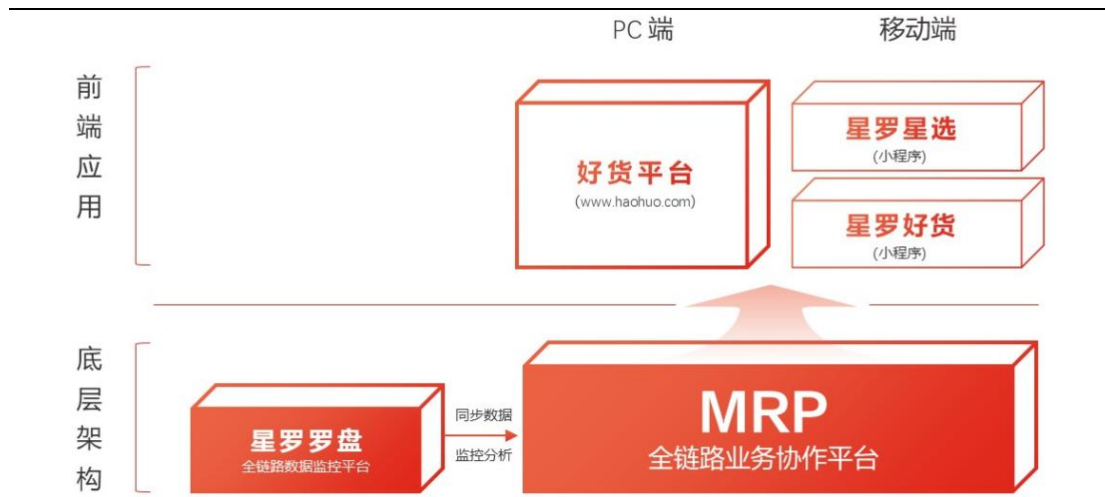 PC 端
移动端
前端应用
好货平台
(www.haohuo.com)
星罗星选
(小程序)
星罗好货
(小程序)
底层架构
星罗罗盘
全链路数据监控平台
同步数据
监控分析
MRP
全链路业务协作平台